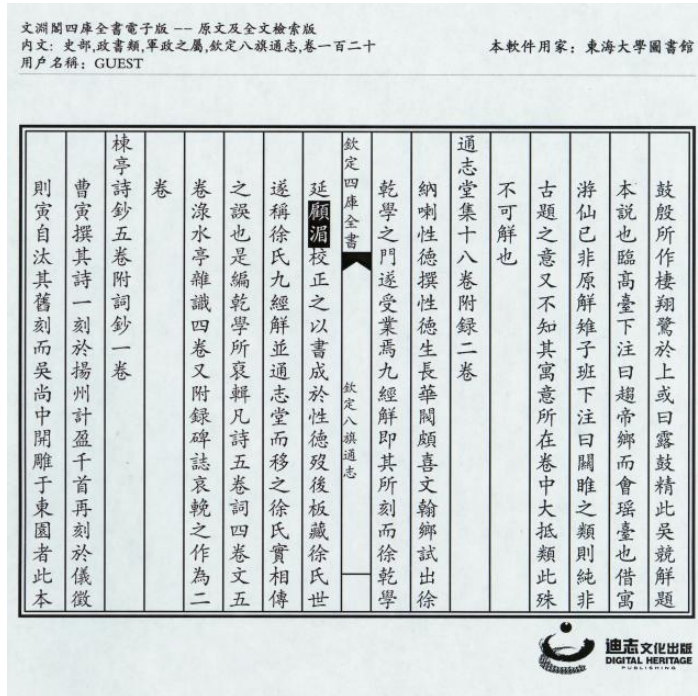 文淵閣四庫全書電子版 -- 原文及全文檢索版
內文: 史部,政書類,軍政之屬,欽定八旗通志,卷一百二十
本軟件用家: 東海大學圖書館
用户名稱: GUEST
鼓殷所作棲翔鷺於上或曰露鼓精此吳競解題
本說也臨高臺下注曰趨帝鄉而會瑶臺也借寓
游仙已非原解雉子班下注曰關雎之類則純非
古題之意又不知其寓意所在卷中大抵類此殊
不可解也
通志堂集十八卷附録二卷
納喇性德撰性德生長華閥頗喜文翰鄉試出徐
乾學之門遂受業焉九經解即其所刻而徐乾學
欽定四庫全書
欽定八旗通志
延顧湄校正之以書成於性德歿後板藏徐氏世
遂稱徐氏九經解並通志堂而移之徐氏實相傳
之誤也是編乾學所裒輯凡詩五卷詞四卷文五
卷渌水亭雜識四卷又附録碑誌哀輓之作為二
卷
楝亭詩鈔五卷附詞鈔一卷
曹寅撰其詩一刻於揚州計盈千首再刻於儀徵
則寅自汰其舊刻而吳尚中開雕于東園者此本
迪志文化出版
DIGITAL HERITAGE
PUBLISHING